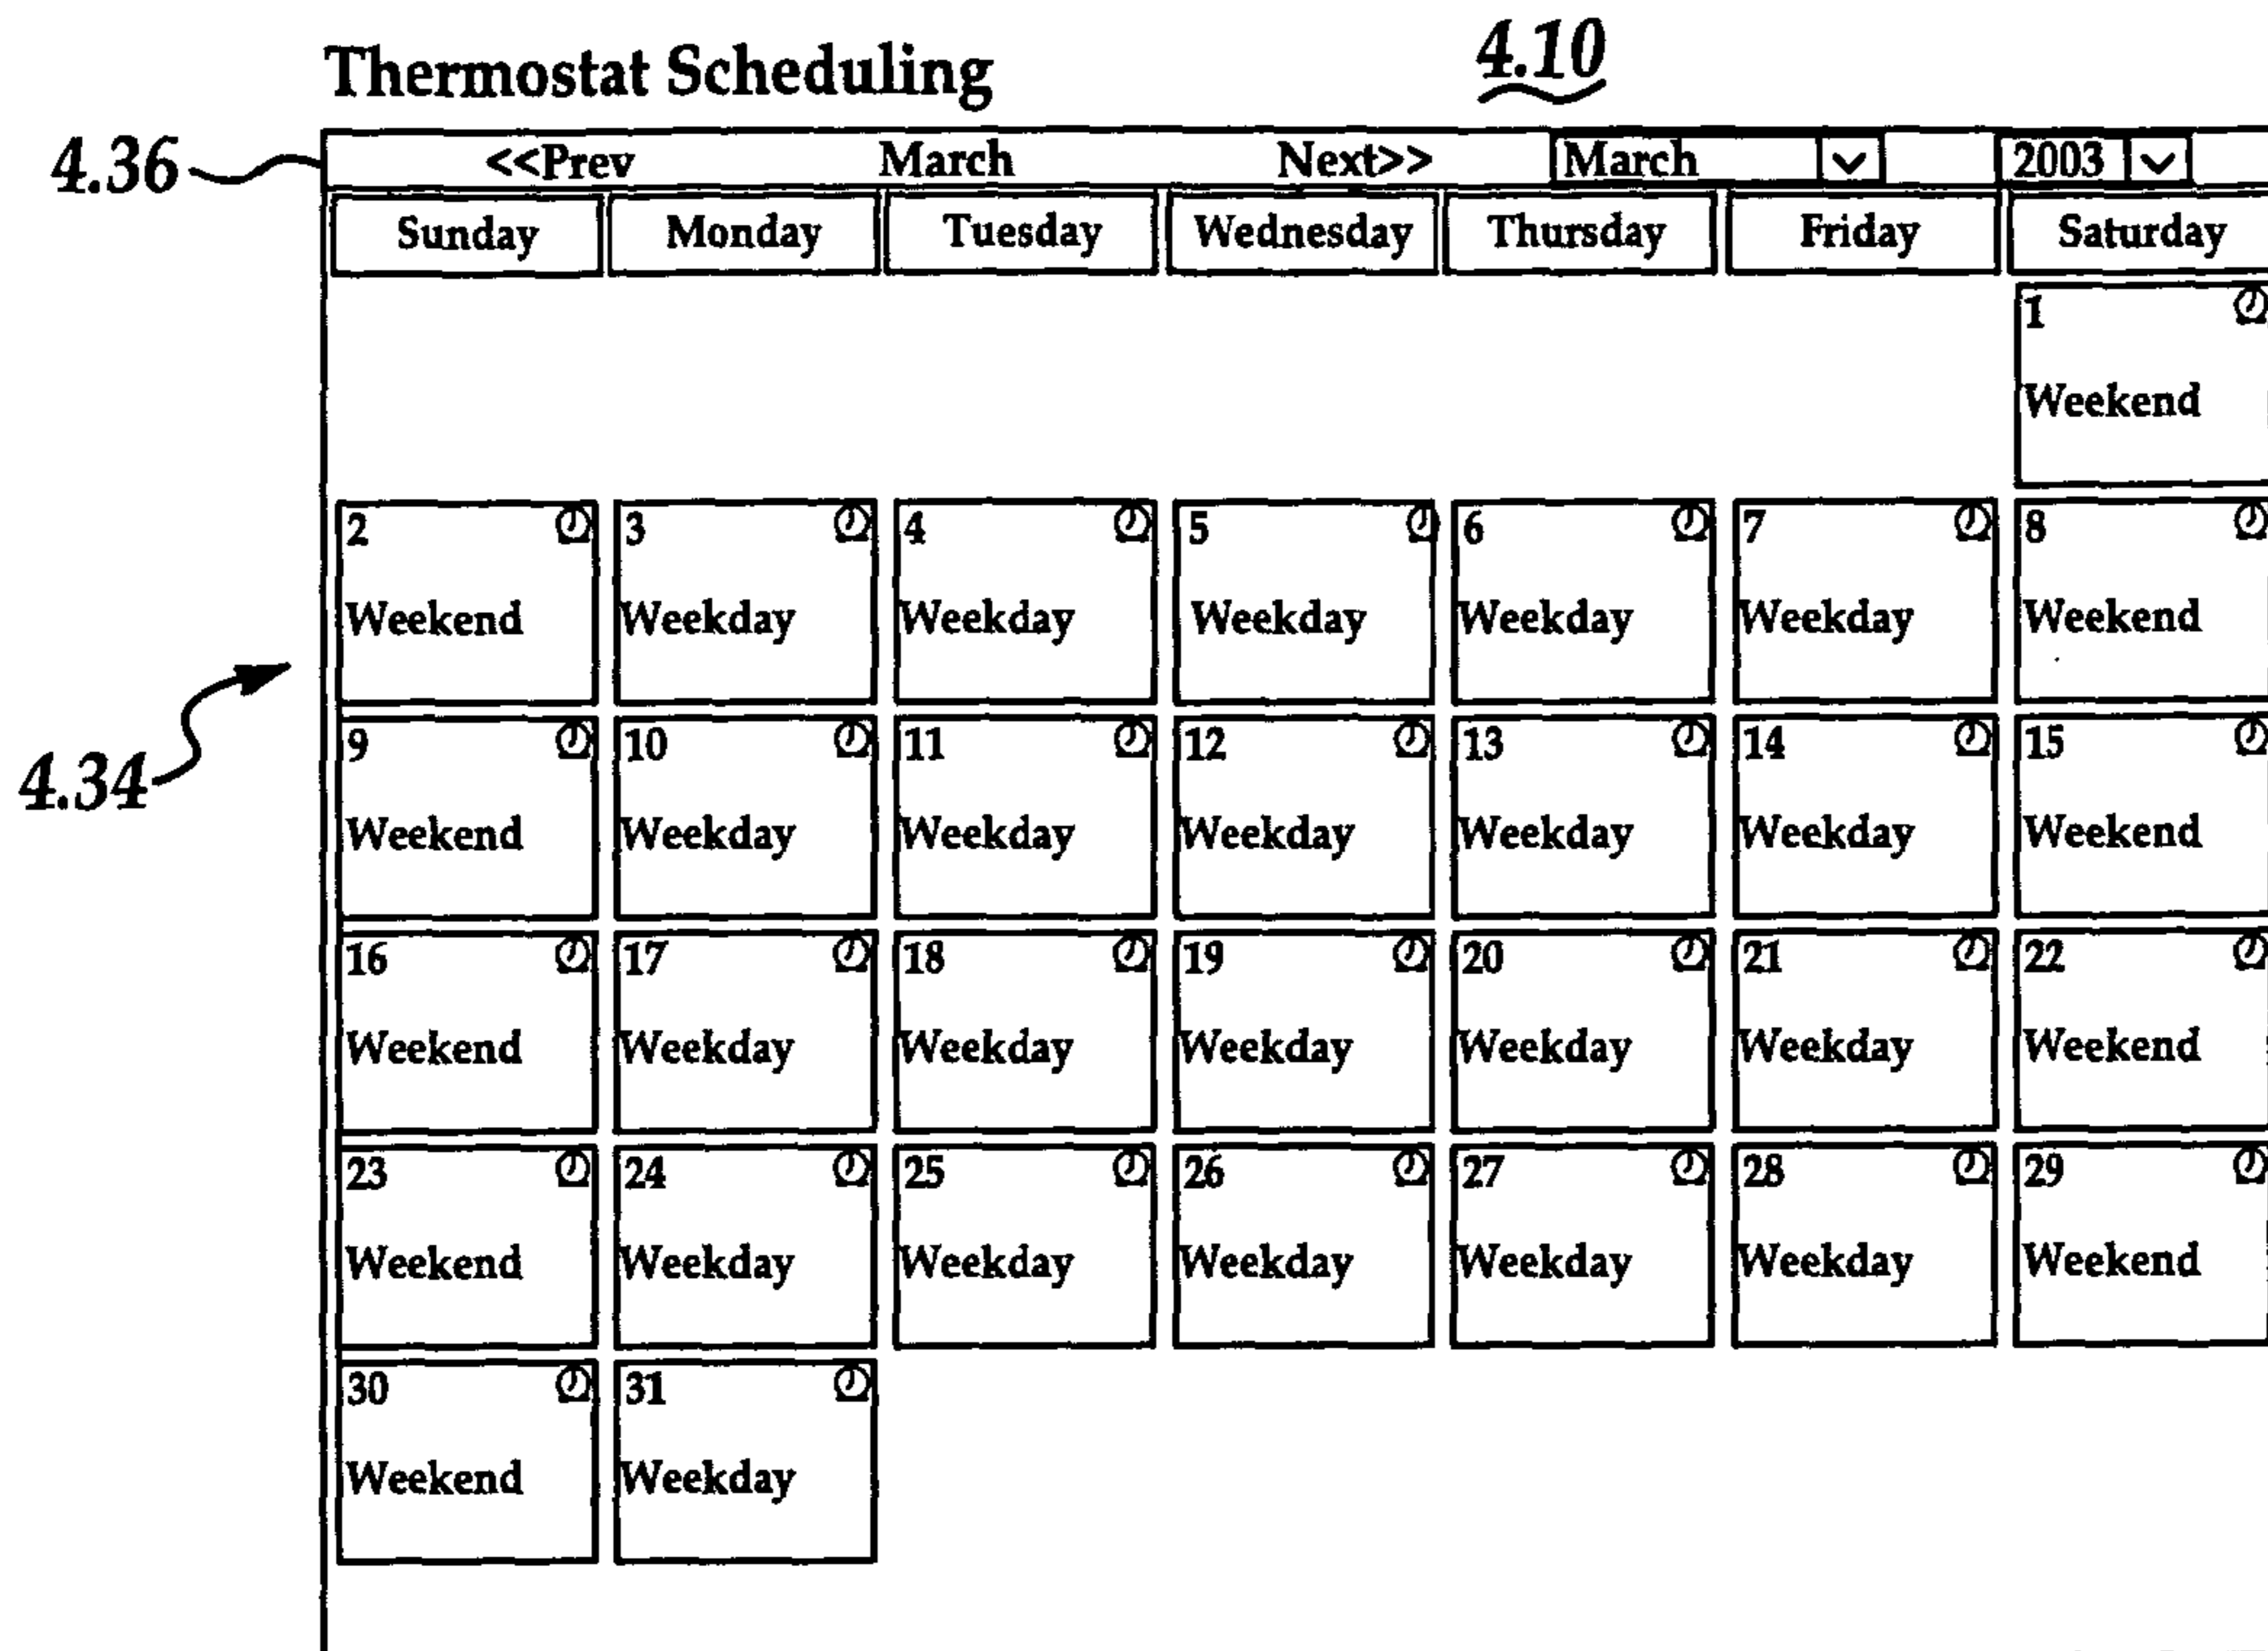 Thermostat Scheduling 4.10
4.36 <<Prev March Next>> March 2003
Sunday Monday Tuesday Wednesday Thursday Friday Saturday
1
Weekend
2 3 4 5 6 7 8
Weekend Weekday Weekday Weekday Weekday Weekday Weekend
4.34
9 10 11 12 13 14 15
Weekend Weekday Weekday Weekday Weekday Weekday Weekend
16 17 18 19 20 21 22
Weekend Weekday Weekday Weekday Weekday Weekday Weekend
23 24 25 26 27 28 29
Weekend Weekday Weekday Weekday Weekday Weekday Weekend
30 31
Weekend Weekday